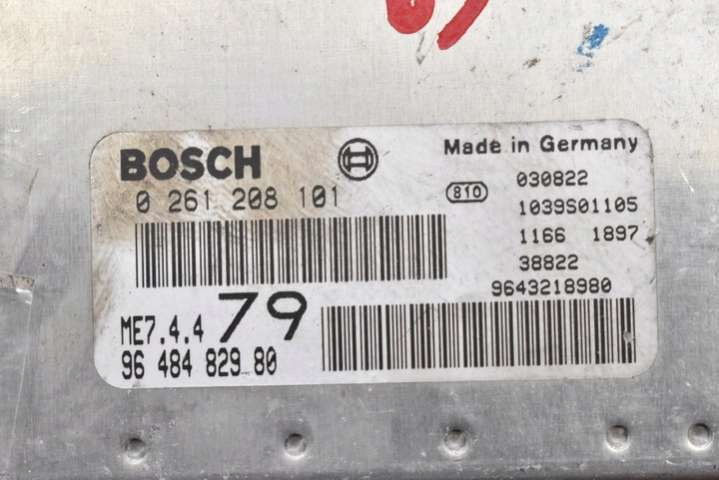 BOSCH
Made in Germany
0 261 208 101
810
030822
1039S01105
1166 1897
38822
9643218980
ME7.4.4
79
96 484 829 80